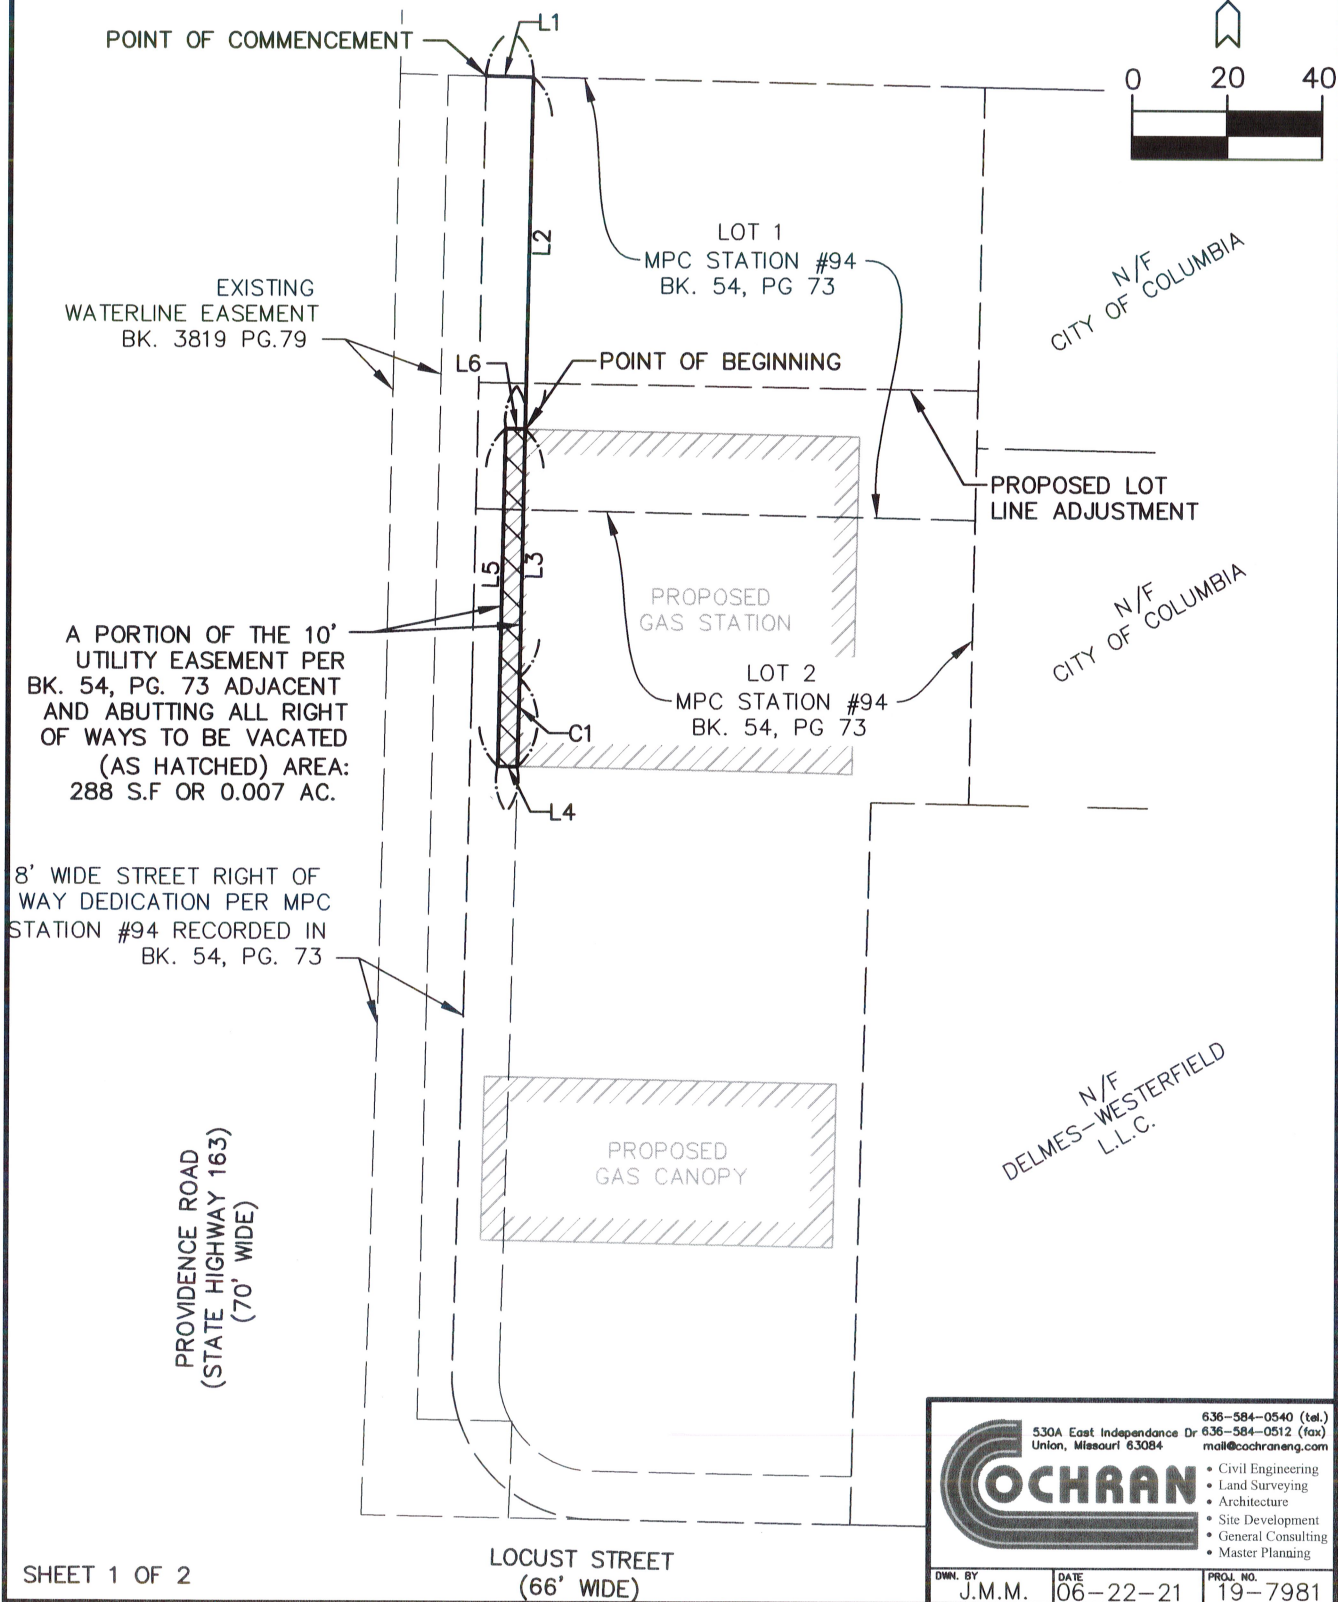 POINT OF COMMENCEMENT
L1
0 20 40
L2
LOT 1
MPC STATION #94
BK. 54, PG 73
N/F
CITY OF COLUMBIA
EXISTING
WATERLINE EASEMENT
BK. 3819 PG.79
L6
POINT OF BEGINNING
PROPOSED LOT
LINE ADJUSTMENT
L5
L3
PROPOSED
GAS STATION
N/F
CITY OF COLUMBIA
A PORTION OF THE 10'
UTILITY EASEMENT PER
BK. 54, PG. 73 ADJACENT
AND ABUTTING ALL RIGHT
OF WAYS TO BE VACATED
(AS HATCHED) AREA:
288 S.F OR 0.007 AC.
LOT 2
MPC STATION #94
BK. 54, PG 73
C1
L4
8' WIDE STREET RIGHT OF
WAY DEDICATION PER MPC
STATION #94 RECORDED IN
BK. 54, PG. 73
N/F
DELMES-WESTERFIELD
L.L.C.
PROPOSED
GAS CANOPY
PROVIDENCE ROAD
(STATE HIGHWAY 163)
(70' WIDE)
LOCUST STREET
(66' WIDE)
SHEET 1 OF 2
530A East Independance Dr
Union, Missouri 63084
636-584-0540 (tel.)
636-584-0512 (fax)
mail@cochraneng.com
COCHRAN
• Civil Engineering
• Land Surveying
• Architecture
• Site Development
• General Consulting
• Master Planning
DWN. BY
J.M.M.
DATE
06-22-21
PROJ. NO.
19-7981